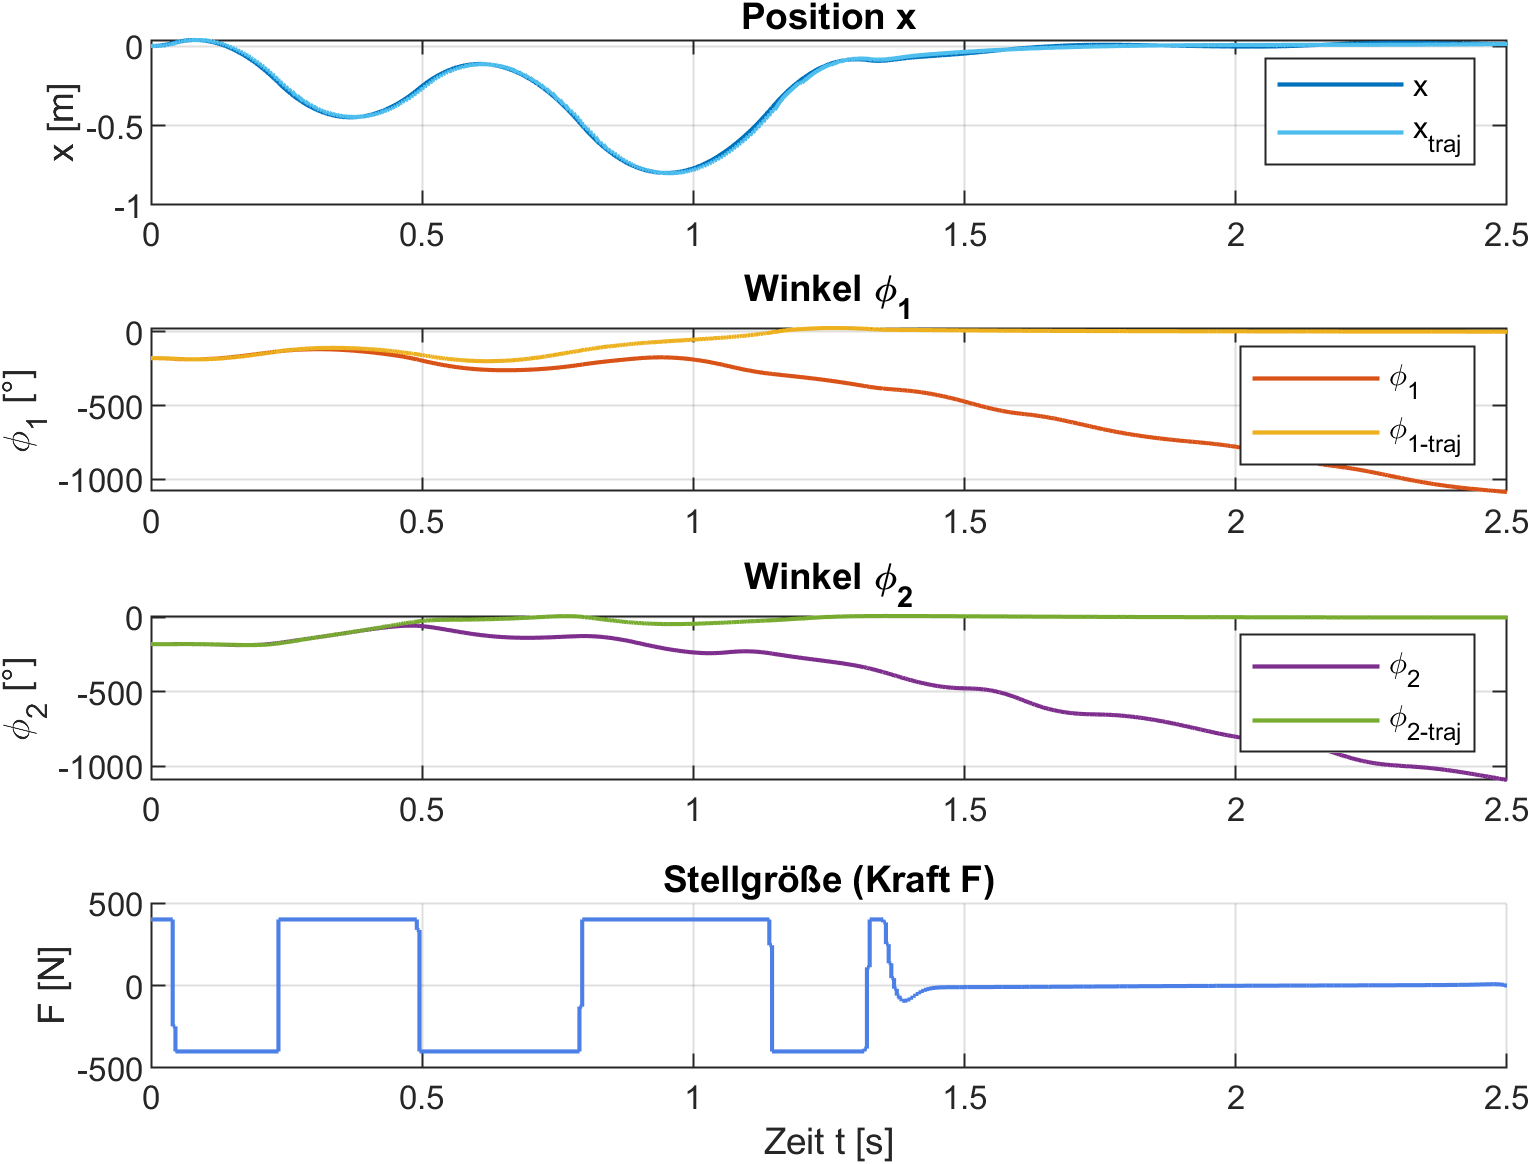 Position x
0
-0.5
-1
x [m]
x
x_traj
0 0.5 1 1.5 2 2.5
Winkel ϕ_1
0
-500
-1000
ϕ_1 [°]
ϕ_1
ϕ_1-traj
0 0.5 1 1.5 2 2.5
Winkel ϕ_2
0
-500
-1000
ϕ_2 [°]
ϕ_2
ϕ_2-traj
0 0.5 1 1.5 2 2.5
Stellgröße (Kraft F)
500
0
-500
F [N]
0 0.5 1 1.5 2 2.5
Zeit t [s]